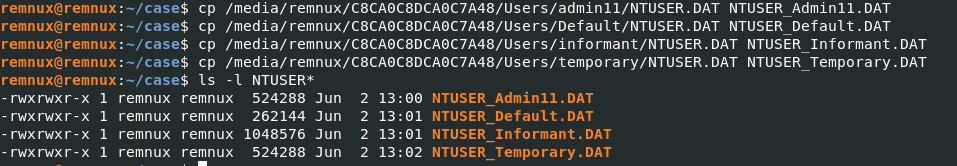 remnux@remnux:~/case$ cp /media/remnux/C8CA0C8DCA0C7A48/Users/admin11/NTUSER.DAT NTUSER_Admin11.DAT
remnux@remnux:~/case$ cp /media/remnux/C8CA0C8DCA0C7A48/Users/Default/NTUSER.DAT NTUSER_Default.DAT
remnux@remnux:~/case$ cp /media/remnux/C8CA0C8DCA0C7A48/Users/informant/NTUSER.DAT NTUSER_Informant.DAT
remnux@remnux:~/case$ cp /media/remnux/C8CA0C8DCA0C7A48/Users/temporary/NTUSER.DAT NTUSER_Temporary.DAT
remnux@remnux:~/case$ ls -l NTUSER*
-rwxrwxr-x 1 remnux remnux  524288 Jun  2 13:00 NTUSER_Admin11.DAT
-rwxrwxr-x 1 remnux remnux  262144 Jun  2 13:01 NTUSER_Default.DAT
-rwxrwxr-x 1 remnux remnux 1048576 Jun  2 13:01 NTUSER_Informant.DAT
-rwxrwxr-x 1 remnux remnux  524288 Jun  2 13:02 NTUSER_Temporary.DAT
remnux@remnux:~/case$